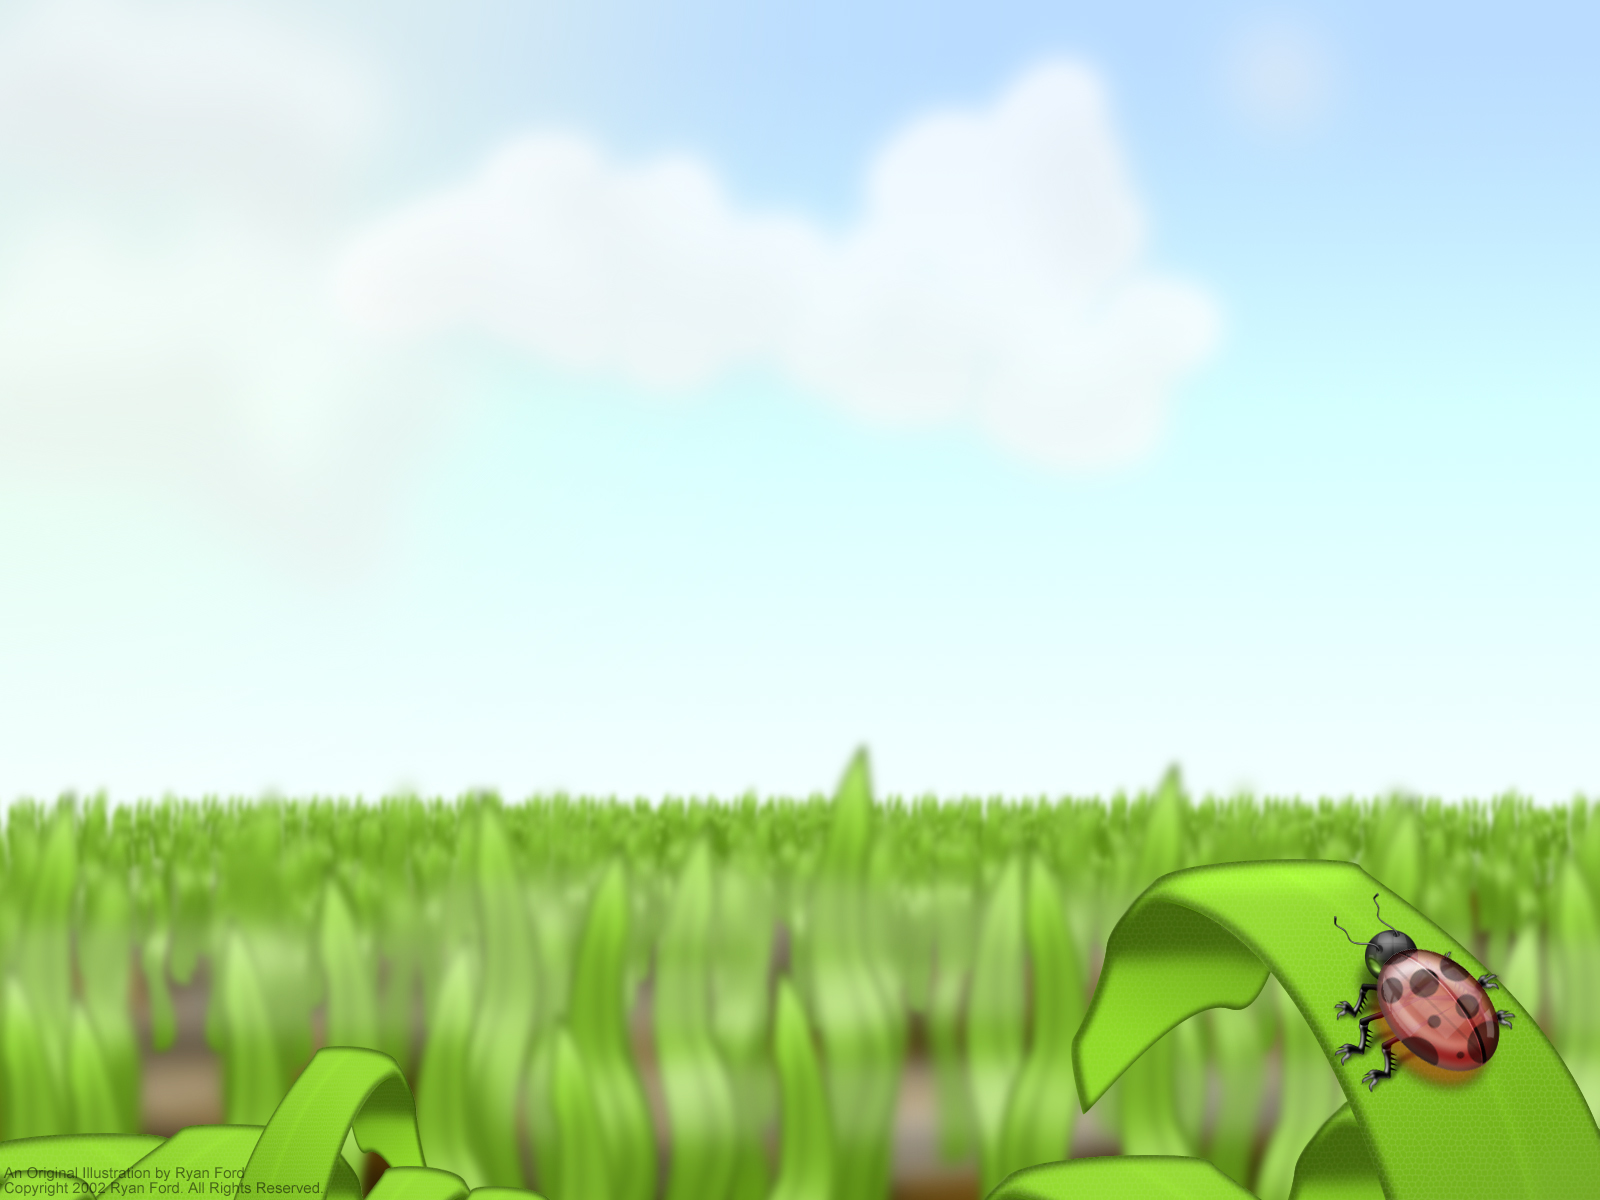 An Original Illustration by Ryan Ford
Copyright 2002 Ryan Ford. All Rights Reserved.